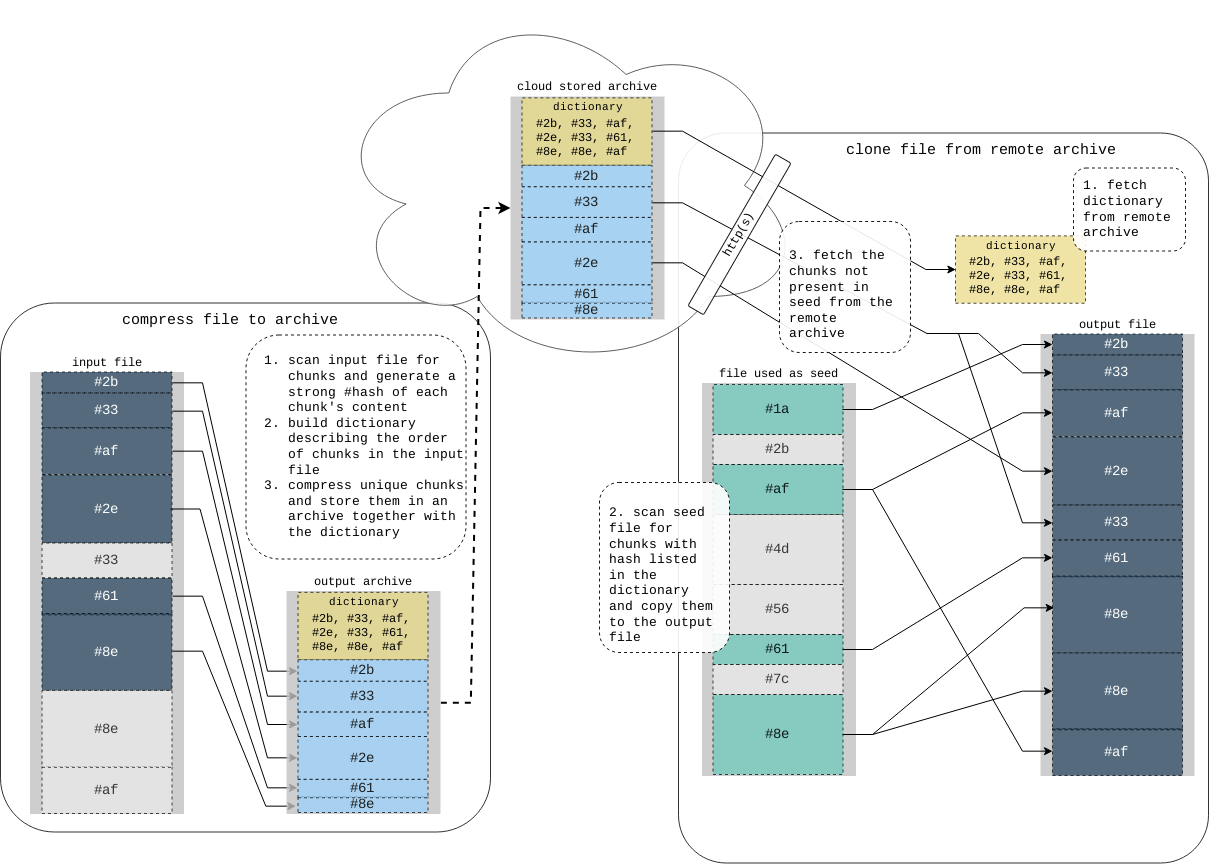 cloud stored archive
dictionary
#2b, #33, #af,
#2e, #33, #61,
#8e, #8e, #af
#2b
#33
#af
#2e
#61
#8e
http(s)
compress file to archive
input file
#2b
#33
#af
#2e
#33
#61
#8e
#8e
#af
1. scan input file for
chunks and generate a
strong #hash of each
chunk's content
2. build dictionary
describing the order
of chunks in the input
file
3. compress unique chunks
and store them in an
archive together with
the dictionary
output archive
dictionary
#2b, #33, #af,
#2e, #33, #61,
#8e, #8e, #af
#2b
#33
#af
#2e
#61
#8e
clone file from remote archive
1. fetch
dictionary
from remote
archive
dictionary
#2b, #33, #af,
#2e, #33, #61,
#8e, #8e, #af
3. fetch the
chunks not
present in
seed from the
remote
archive
file used as seed
#1a
#2b
#af
#4d
#56
#61
#7c
#8e
2. scan seed
file for
chunks with
hash listed
in the
dictionary
and copy them
to the output
file
output file
#2b
#33
#af
#2e
#33
#61
#8e
#8e
#af